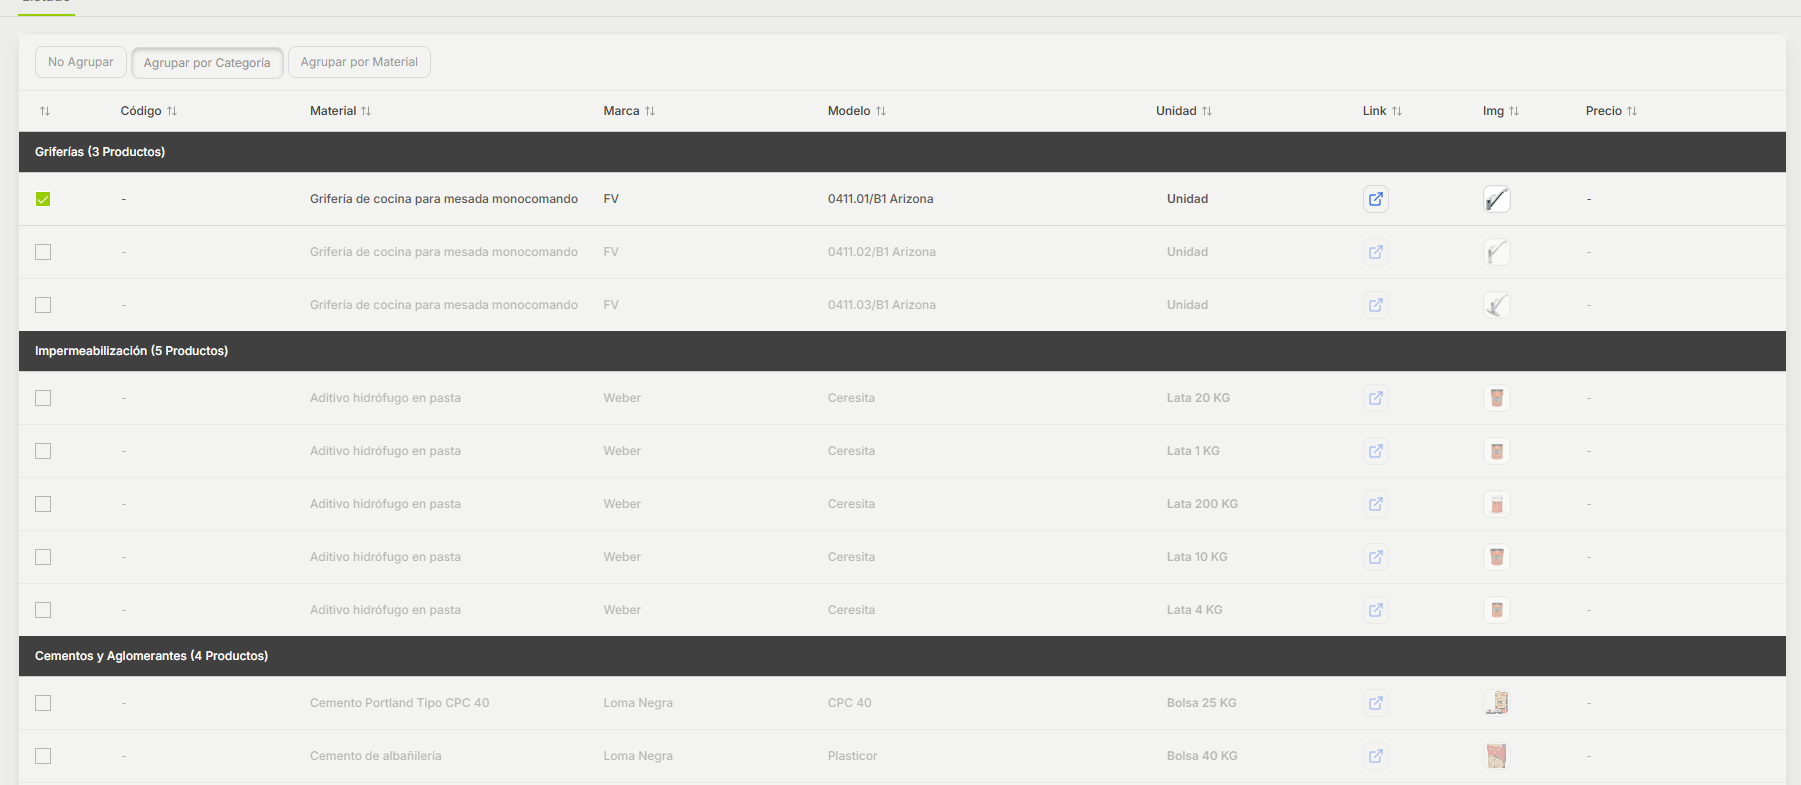 Listado
No Agrupar Agrupar por Categoría Agrupar por Material
Código Material Marca Modelo Unidad Link Img Precio
Griferías (3 Productos)
- Grifería de cocina para mesada monocomando FV 0411.01/B1 Arizona Unidad -
- Grifería de cocina para mesada monocomando FV 0411.02/B1 Arizona Unidad -
- Grifería de cocina para mesada monocomando FV 0411.03/B1 Arizona Unidad -
Impermeabilización (5 Productos)
- Aditivo hidrófugo en pasta Weber Ceresita Lata 20 KG -
- Aditivo hidrófugo en pasta Weber Ceresita Lata 1 KG -
- Aditivo hidrófugo en pasta Weber Ceresita Lata 200 KG -
- Aditivo hidrófugo en pasta Weber Ceresita Lata 10 KG -
- Aditivo hidrófugo en pasta Weber Ceresita Lata 4 KG -
Cementos y Aglomerantes (4 Productos)
- Cemento Portland Tipo CPC 40 Loma Negra CPC 40 Bolsa 25 KG -
- Cemento de albañilería Loma Negra Plasticor Bolsa 40 KG -